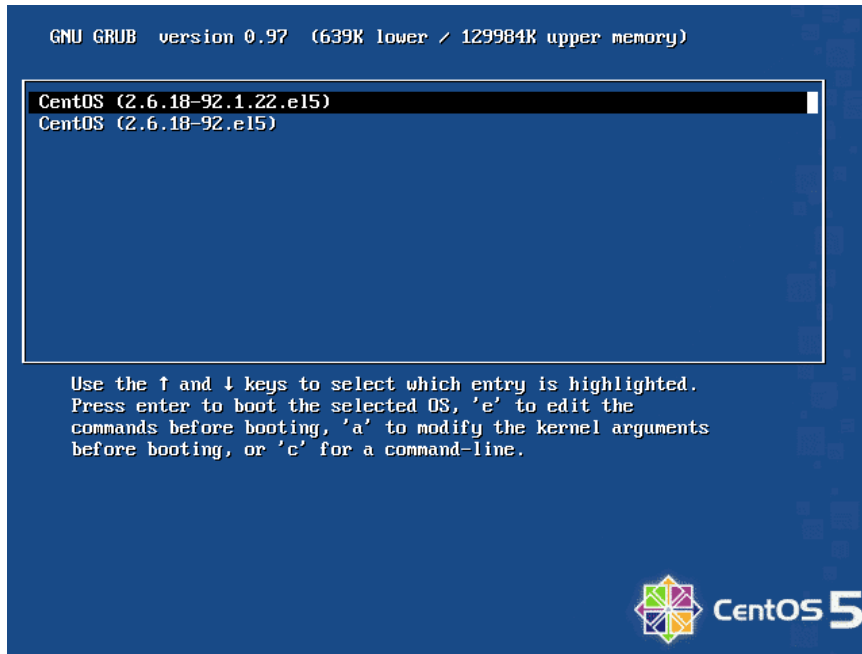 GNU GRUB version 0.97 (639K lower / 129984K upper memory)
CentOS (2.6.18-92.1.22.el5)
CentOS (2.6.18-92.el5)
Use the ↑ and ↓ keys to select which entry is highlighted.
Press enter to boot the selected OS, 'e' to edit the
commands before booting, 'a' to modify the kernel arguments
before booting, or 'c' for a command-line.
CentOS 5